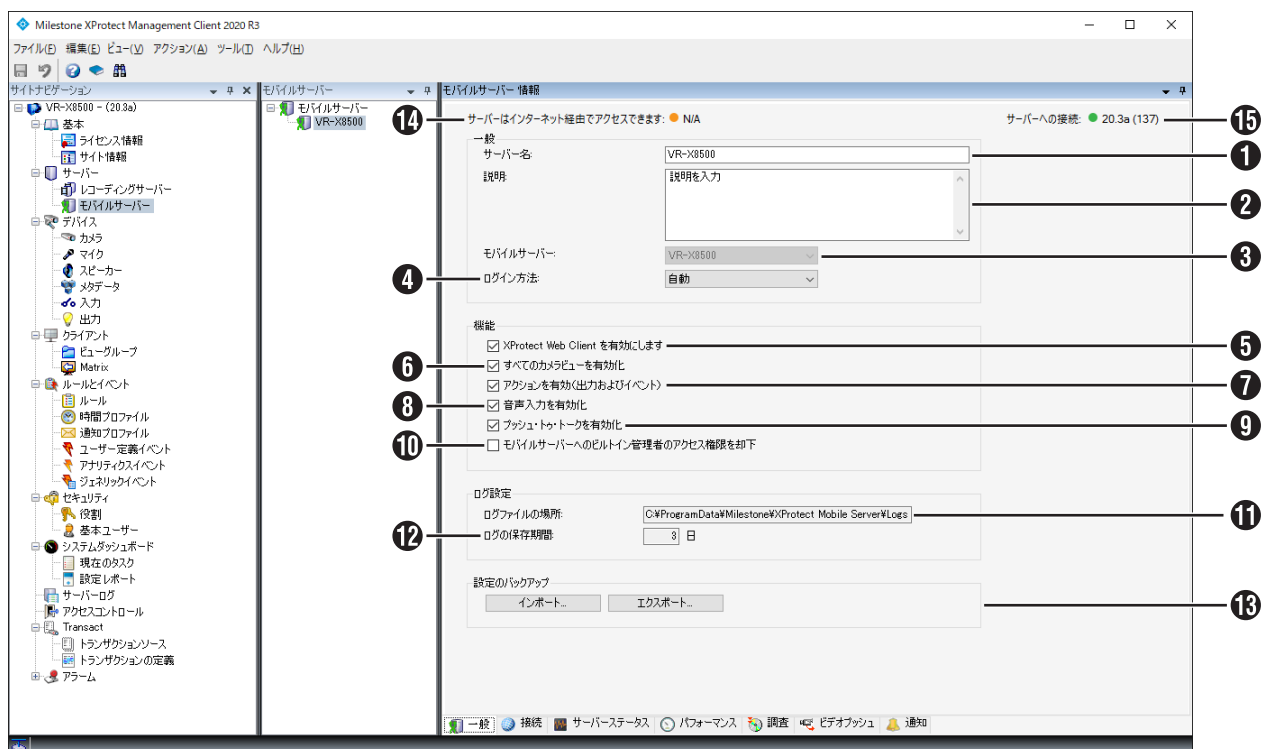 Milestone XProtect Management Client 2020 R3
ファイル(F) 編集(E) ビュー(V) アクション(A) ツール(T) ヘルプ(H)
サイトナビゲーション
VR-X8500 - (20.3a)
基本
ライセンス情報
サイト情報
サーバー
レコーディングサーバー
モバイルサーバー
デバイス
カメラ
マイク
スピーカー
メタデータ
入力
出力
クライアント
ビューグループ
Matrix
ルールとイベント
ルール
時間プロファイル
通知プロファイル
ユーザー定義イベント
アナリティクスイベント
ジェネリックイベント
セキュリティ
役割
基本ユーザー
システムダッシュボード
現在のタスク
設定レポート
サーバーログ
アクセスコントロール
Transact
トランザクションソース
トランザクションの定義
アラーム
モバイルサーバー
モバイルサーバー
VR-X8500
モバイルサーバー 情報
⓮ サーバーはインターネット経由でアクセスできます: N/A サーバーへの接続: 20.3a (137) ⓯
一般
サーバー名: VR-X8500 ❶
説明: 説明を入力 ❷
モバイルサーバー: VR-X8500 ❸
❹ ログイン方法: 自動
機能
XProtect Web Client を有効にします ❺
❻ すべてのカメラビューを有効化
アクションを有効(出力およびイベント) ❼
❽ 音声入力を有効化
プッシュ・トゥ・トークを有効化 ❾
❿ モバイルサーバーへのビルトイン管理者のアクセス権限を却下
ログ設定
ログファイルの場所: C:¥ProgramData¥Milestone¥XProtect Mobile Server¥Logs ⓫
⓬ ログの保存期間: 3 日
設定のバックアップ
インポート... エクスポート... ⓭
一般 接続 サーバーステータス パフォーマンス 調査 ビデオプッシュ 通知